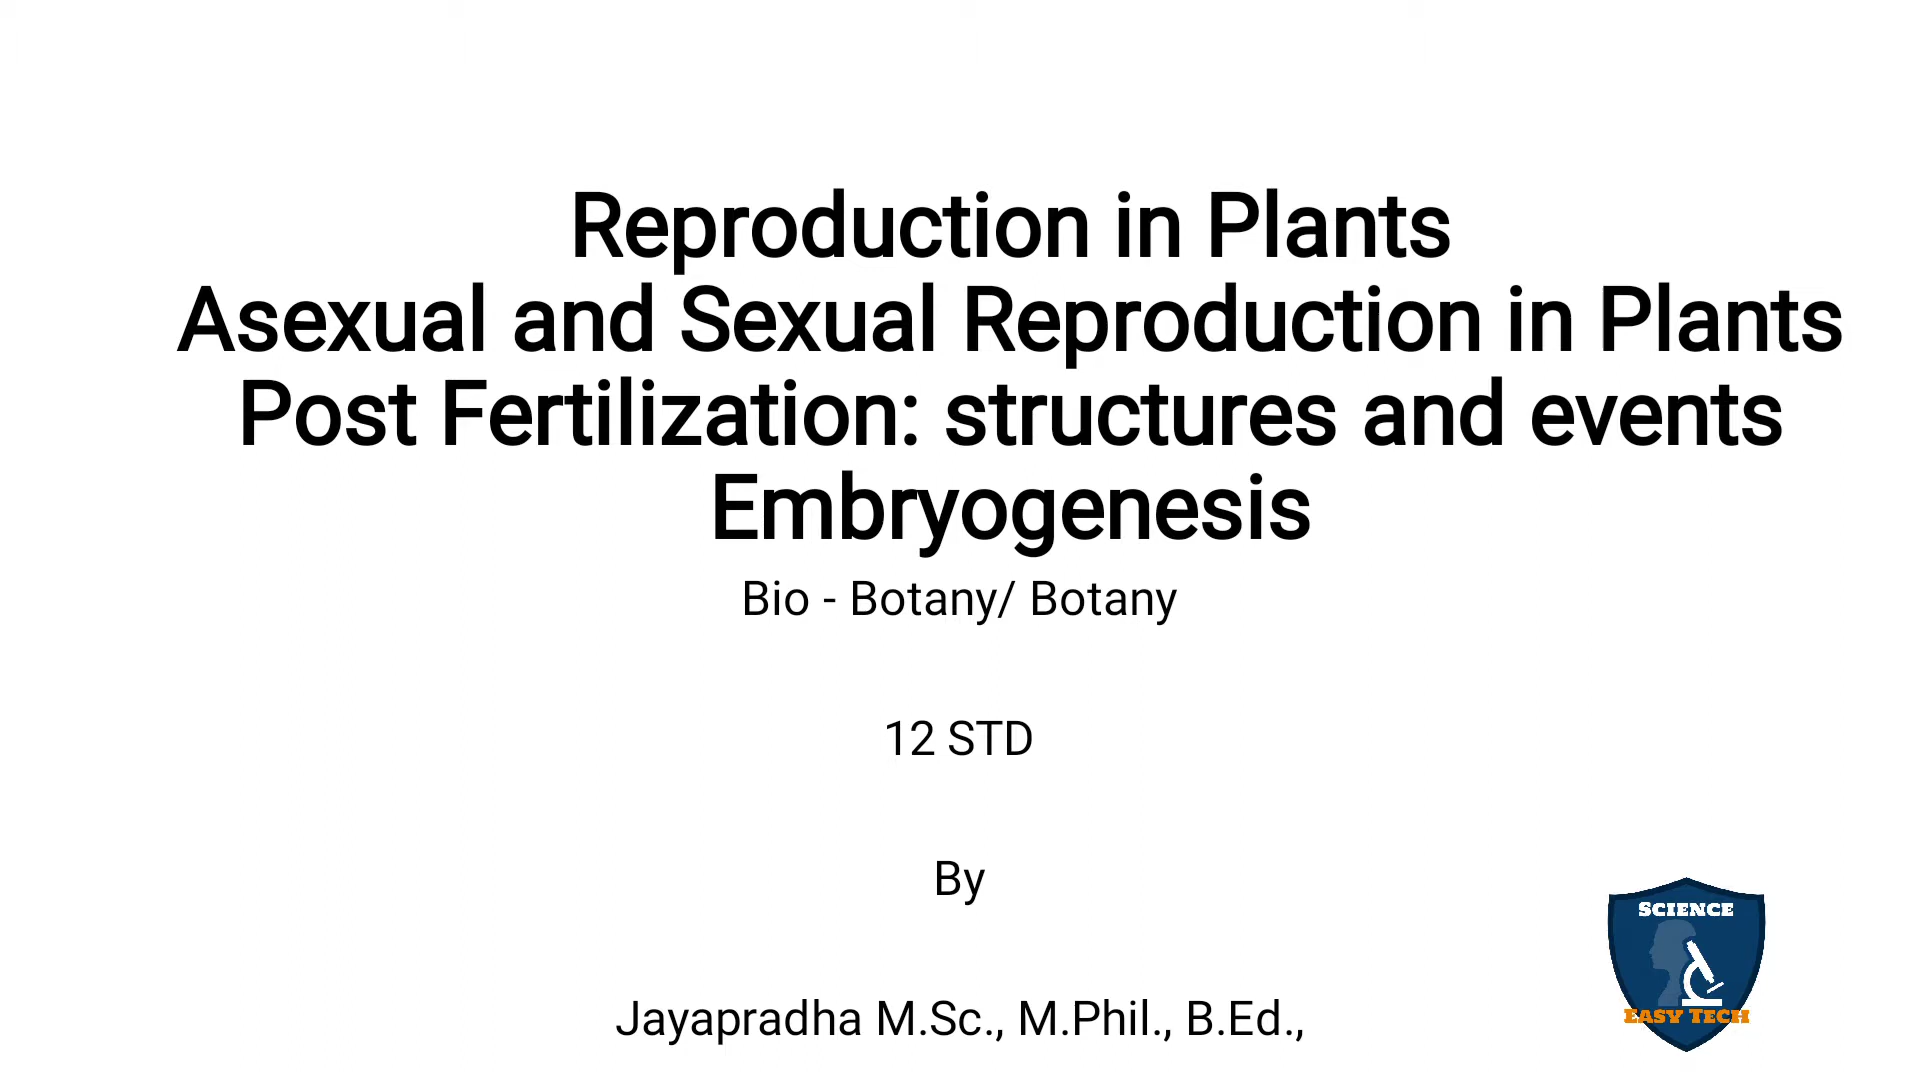 Reproduction in Plants
Asexual and Sexual Reproduction in Plants
Post Fertilization: structures and events
Embryogenesis
Bio - Botany/ Botany
12 STD
By
Jayapradha M.Sc., M.Phil., B.Ed.,
SCIENCE
EASY TECH